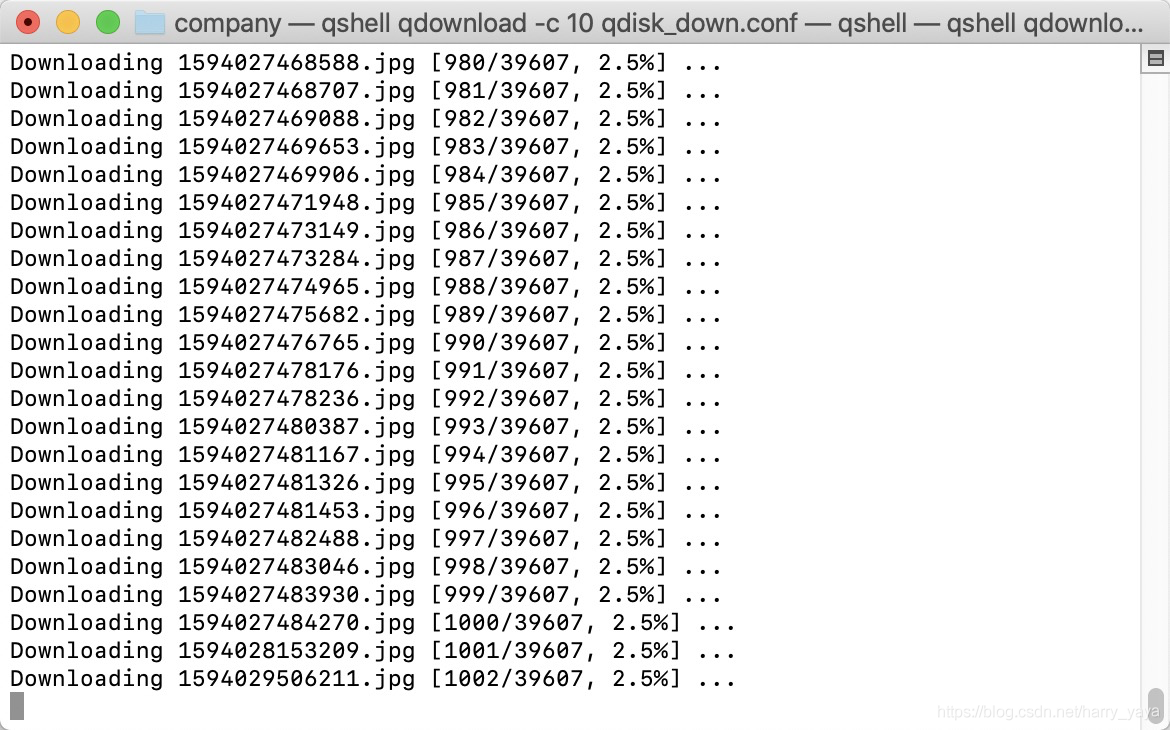 company — qshell qdownload -c 10 qdisk_down.conf — qshell — qshell qdownlo...
Downloading 1594027468588.jpg [980/39607, 2.5%] ...
Downloading 1594027468707.jpg [981/39607, 2.5%] ...
Downloading 1594027469088.jpg [982/39607, 2.5%] ...
Downloading 1594027469653.jpg [983/39607, 2.5%] ...
Downloading 1594027469906.jpg [984/39607, 2.5%] ...
Downloading 1594027471948.jpg [985/39607, 2.5%] ...
Downloading 1594027473149.jpg [986/39607, 2.5%] ...
Downloading 1594027473284.jpg [987/39607, 2.5%] ...
Downloading 1594027474965.jpg [988/39607, 2.5%] ...
Downloading 1594027475682.jpg [989/39607, 2.5%] ...
Downloading 1594027476765.jpg [990/39607, 2.5%] ...
Downloading 1594027478176.jpg [991/39607, 2.5%] ...
Downloading 1594027478236.jpg [992/39607, 2.5%] ...
Downloading 1594027480387.jpg [993/39607, 2.5%] ...
Downloading 1594027481167.jpg [994/39607, 2.5%] ...
Downloading 1594027481326.jpg [995/39607, 2.5%] ...
Downloading 1594027481453.jpg [996/39607, 2.5%] ...
Downloading 1594027482488.jpg [997/39607, 2.5%] ...
Downloading 1594027483046.jpg [998/39607, 2.5%] ...
Downloading 1594027483930.jpg [999/39607, 2.5%] ...
Downloading 1594027484270.jpg [1000/39607, 2.5%] ...
Downloading 1594028153209.jpg [1001/39607, 2.5%] ...
Downloading 1594029506211.jpg [1002/39607, 2.5%] ...
https://blog.csdn.net/harry_yaya